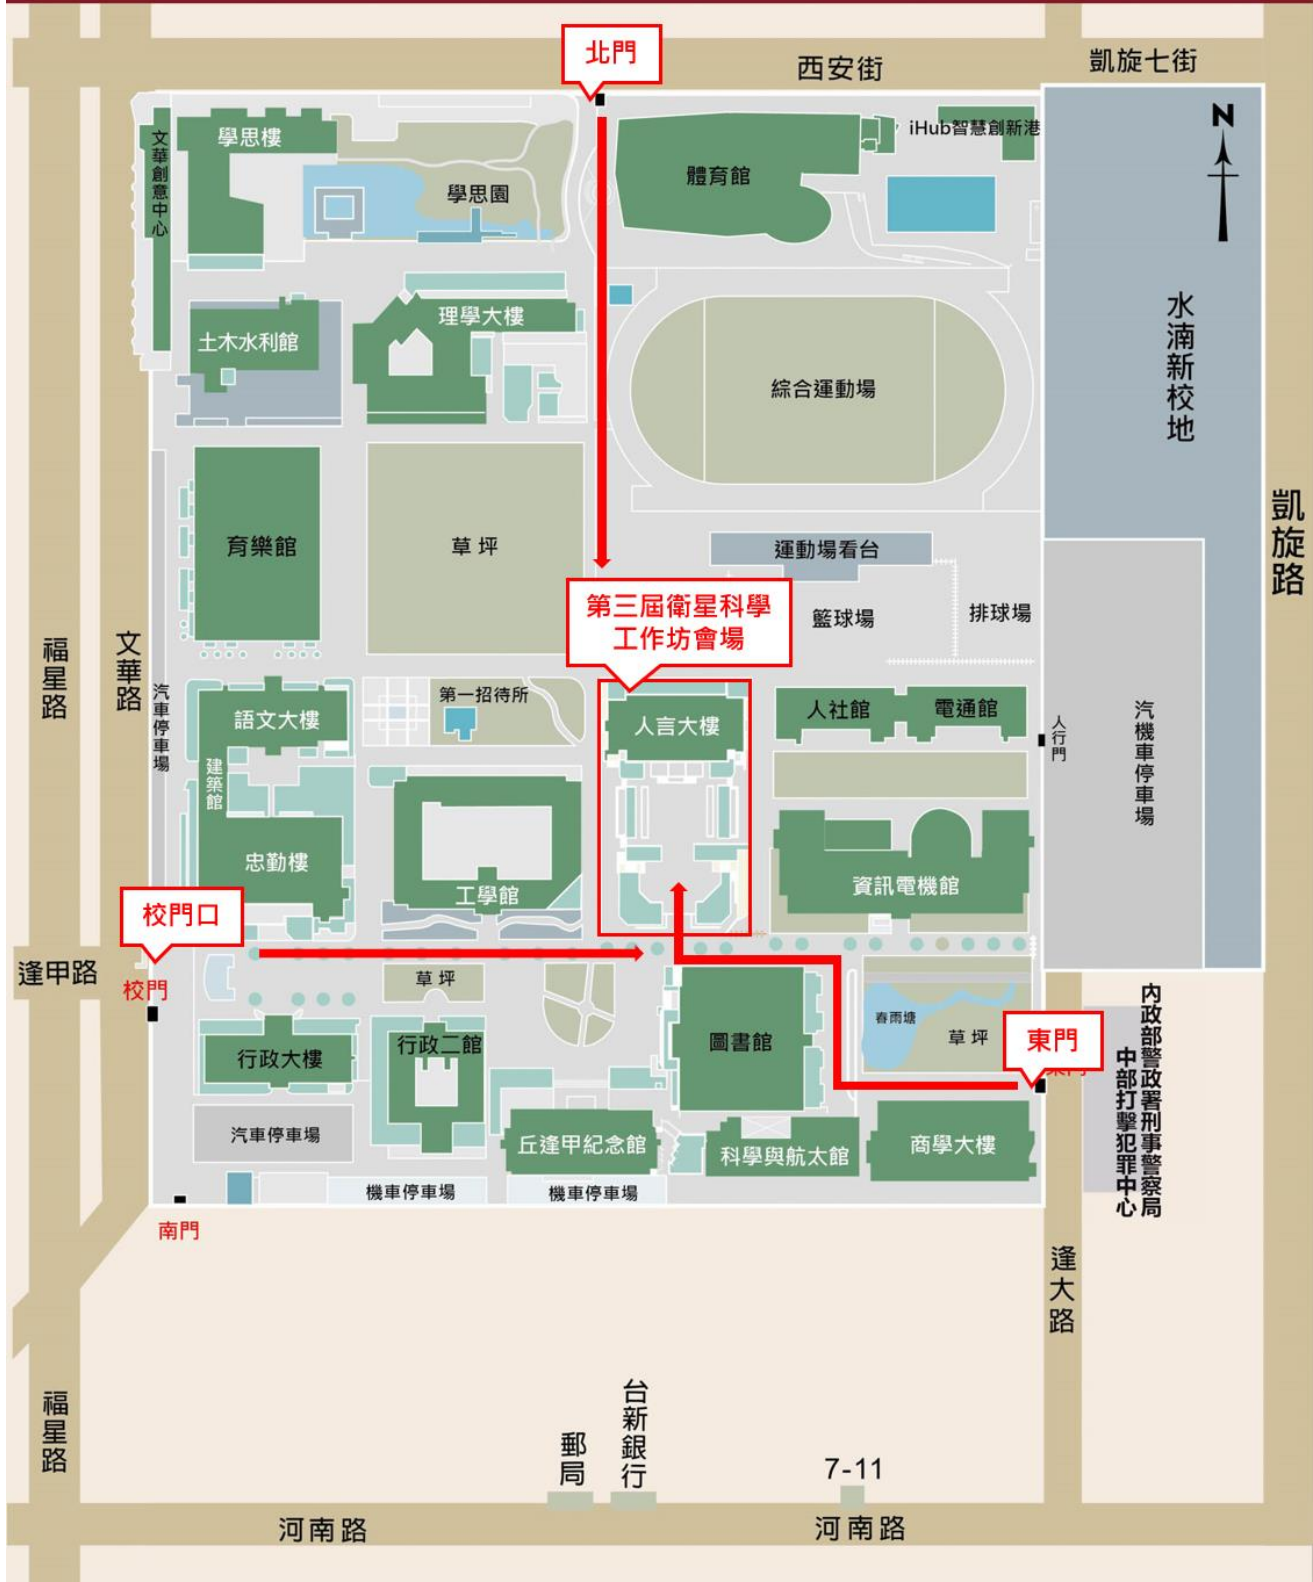 北門
西安街
凱旋七街
文華創意中心
學思樓
學思園
體育館
iHub智慧創新港
N
水湳新校地
土木水利館
理學大樓
綜合運動場
育樂館
草坪
運動場看台
第三屆衛星科學
工作坊會場
籃球場
排球場
凱旋路
福星路
文華路
汽車停車場
語文大樓
第一招待所
人言大樓
人社館
電通館
人行門
汽機車停車場
建築館
忠勤樓
工學館
資訊電機館
校門口
逢甲路
校門
草坪
行政大樓
行政二館
圖書館
春雨塘
草坪
東門
內政部警政署刑事警察局
中部打擊犯罪中心
汽車停車場
丘逢甲紀念館
科學與航太館
商學大樓
機車停車場
機車停車場
南門
逢大路
福星路
郵局
台新銀行
7-11
河南路
河南路